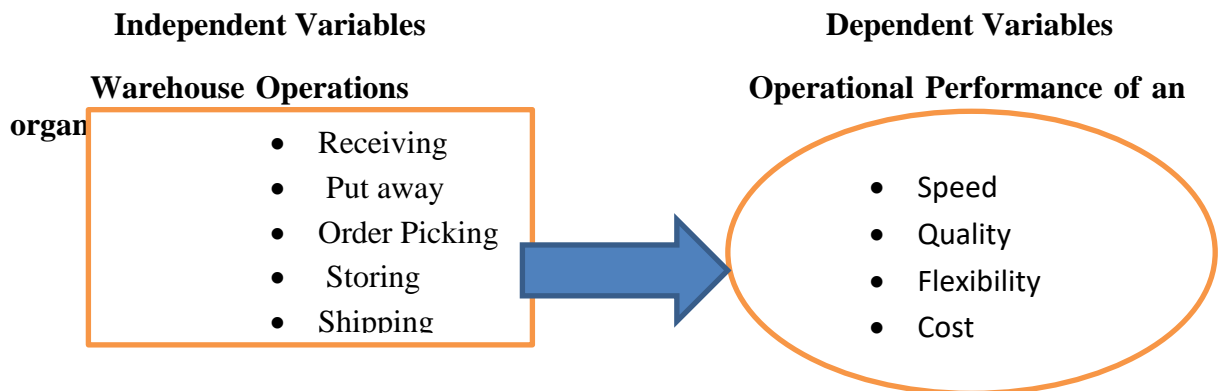 Independent Variables
Dependent Variables
Warehouse Operations
Operational Performance of an
organ
• Receiving
• Put away
• Order Picking
• Storing
• Shipping
• Speed
• Quality
• Flexibility
• Cost